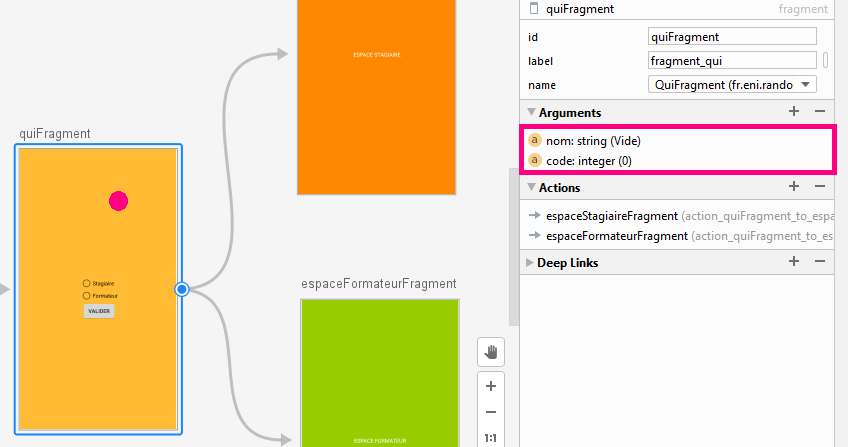 ESPACE STAGIAIRE
quiFragment
Stagiaire
Formateur
VALIDER
espaceFormateurFragment
ESPACE FORMATEUR
1:1
quiFragment fragment
id quiFragment
label fragment_qui
name QuiFragment (fr.eni.rando
Arguments
a nom: string (Vide)
a code: integer (0)
Actions
espaceStagiaireFragment (action_quiFragment_to_espa
espaceFormateurFragment (action_quiFragment_to_es
Deep Links